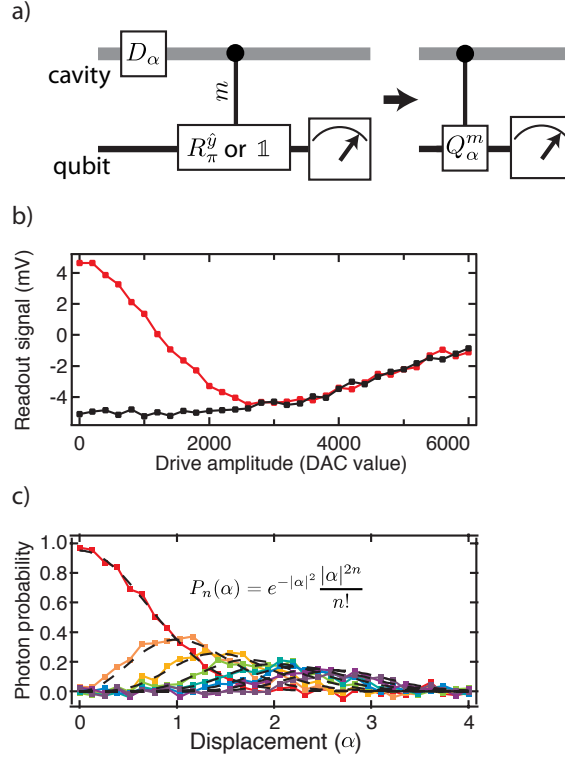 a)
D_α
cavity
m
R_π^ŷ or 𝟙
Q_α^m
qubit
b)
4
2
0
-2
-4
Readout signal (mV)
0 2000 4000 6000
Drive amplitude (DAC value)
c)
1.0
0.8
0.6
0.4
0.2
0.0
Photon probability
P_n(α) = e^{-|α|^2} \frac{|α|^{2n}}{n!}
0 1 2 3 4
Displacement (α)